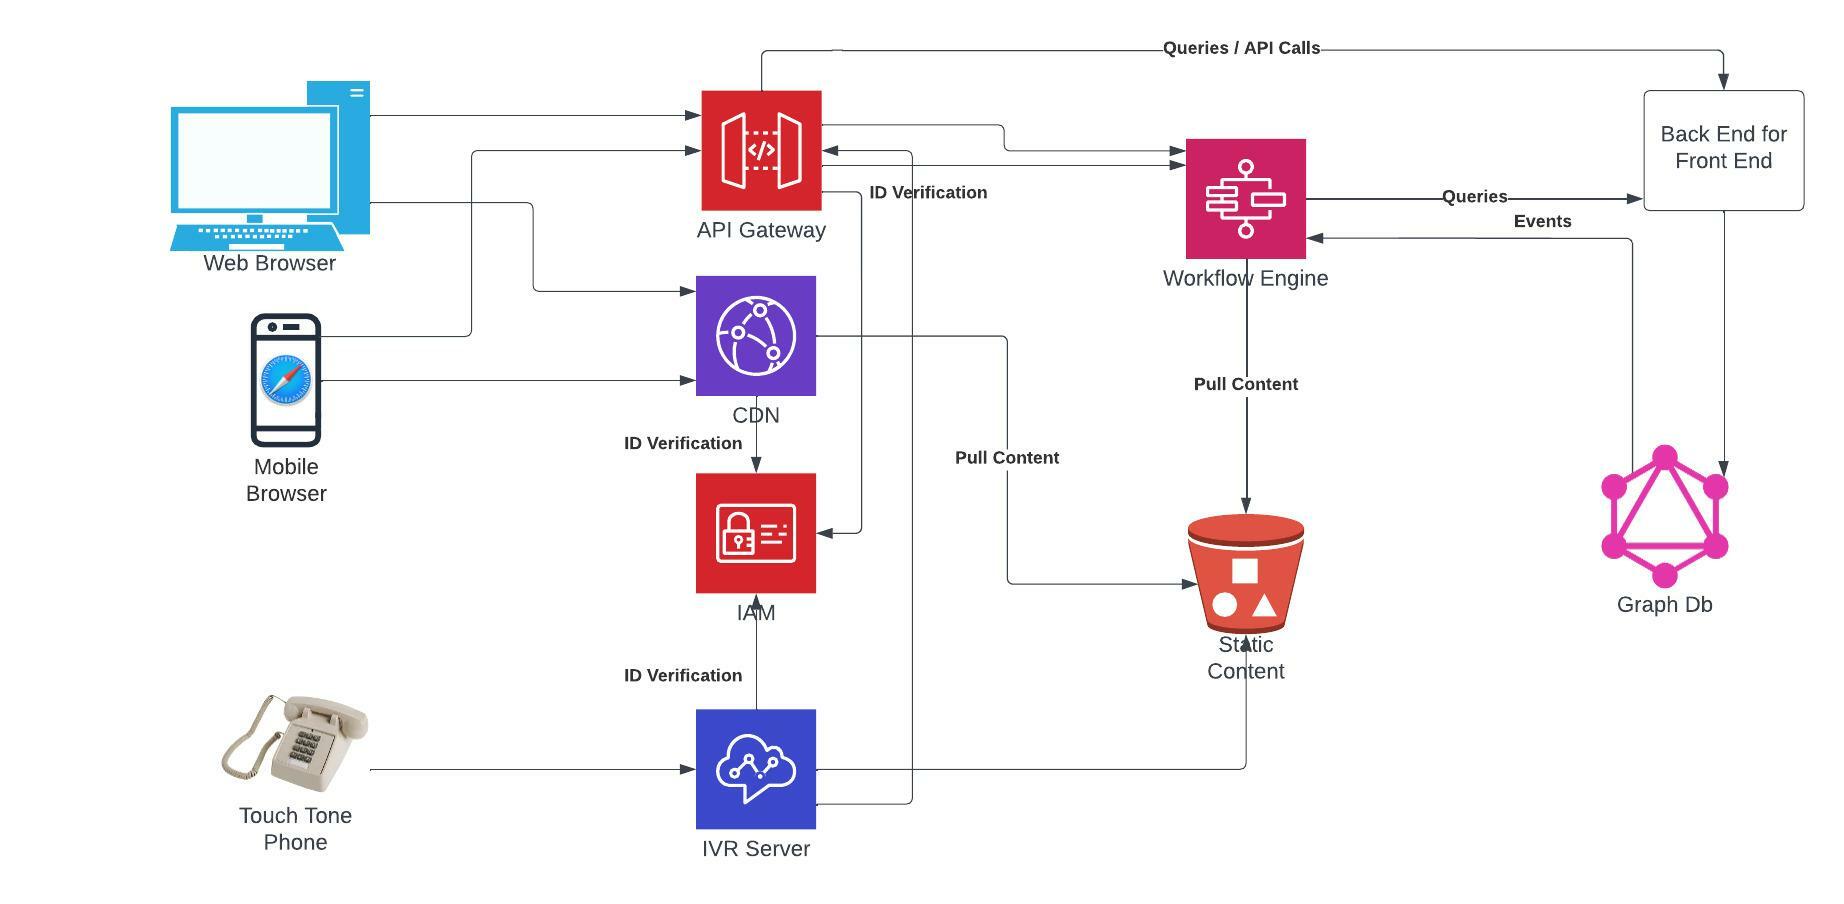 Queries / API Calls
Back End for
Front End
ID Verification
API Gateway
Queries
Events
Web Browser
Workflow Engine
Pull Content
CDN
ID Verification
Pull Content
Mobile
Browser
IAM
Graph Db
Static
Content
ID Verification
Touch Tone
Phone
IVR Server